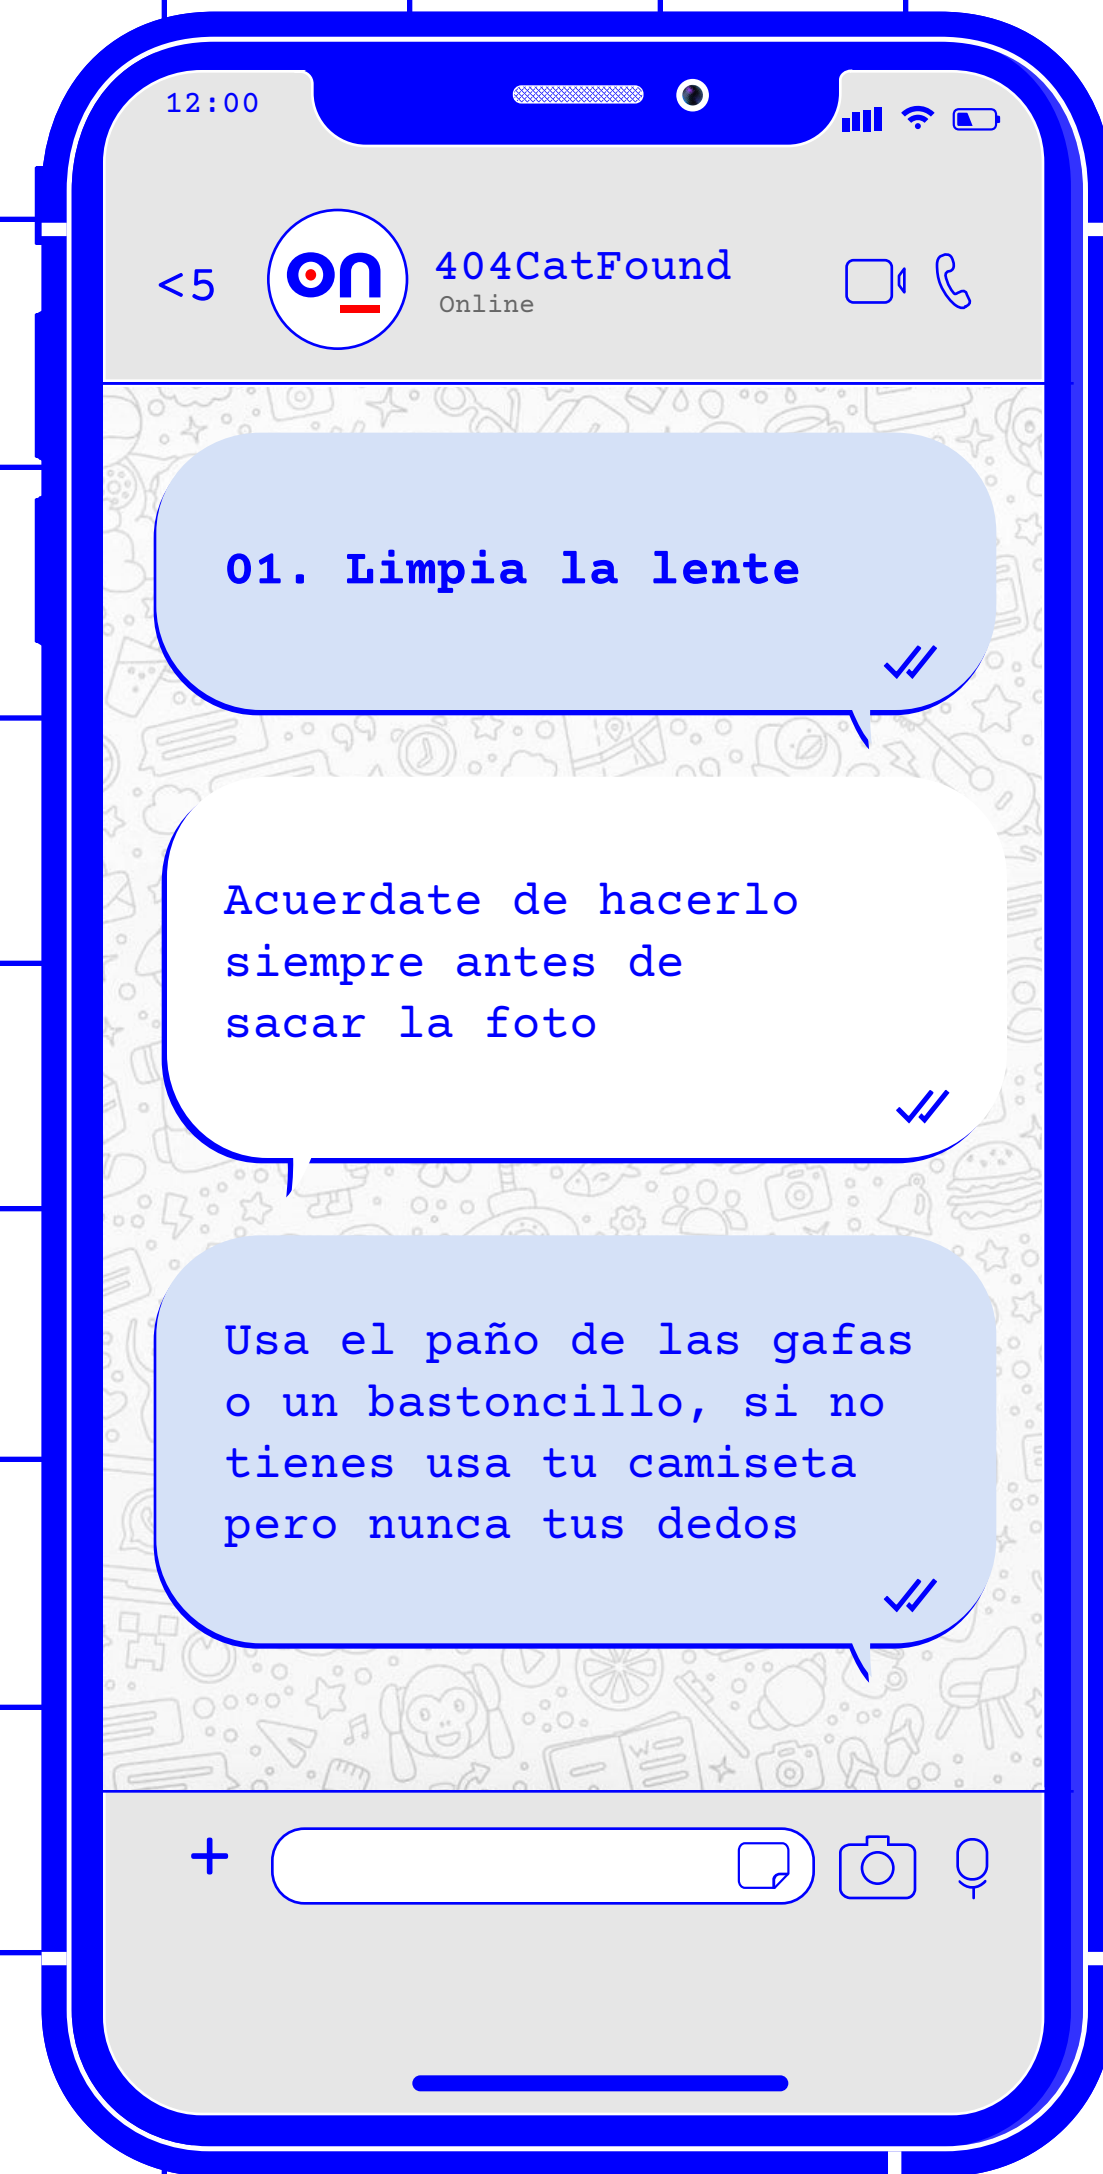 12:00
<5
on
404CatFound
Online
01. Limpia la lente
Acuerdate de hacerlo
siempre antes de
sacar la foto
Usa el paño de las gafas
o un bastoncillo, si no
tienes usa tu camiseta
pero nunca tus dedos